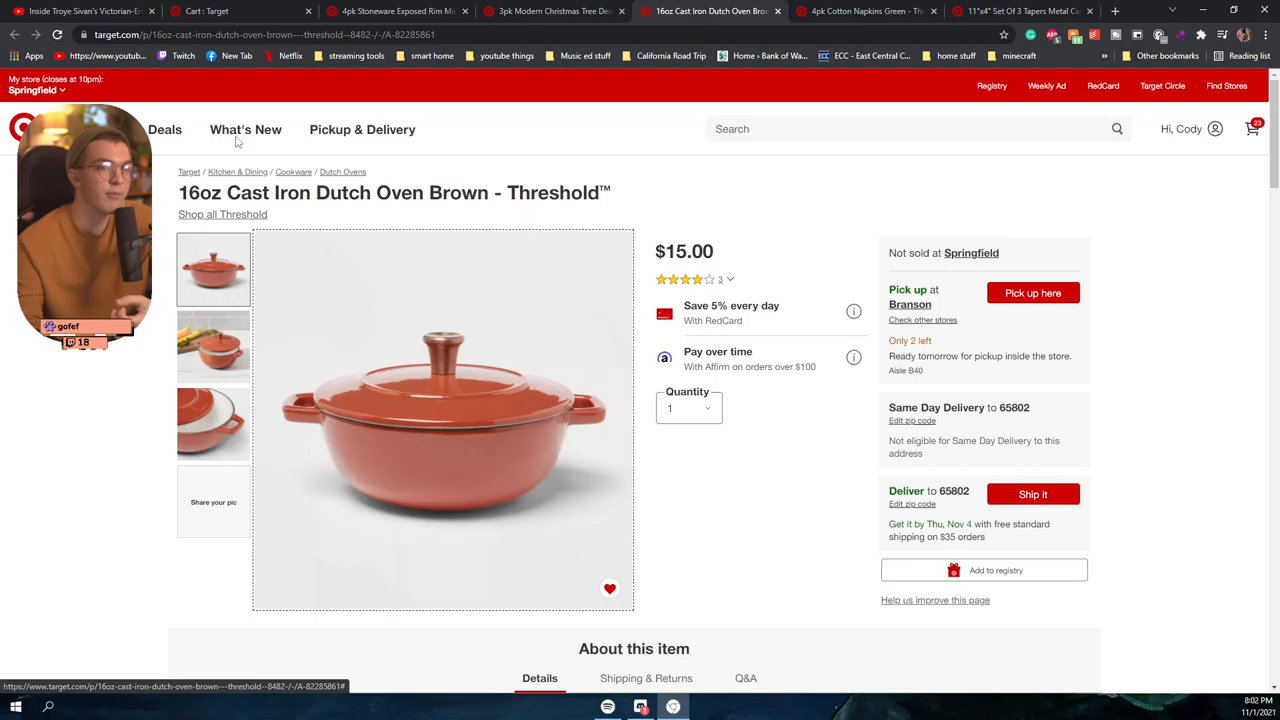 Inside Troye Sivan's Victorian-Er
Cart : Target
4pk Stoneware Exposed Rim Mi
3pk Modern Christmas Tree Dec
16oz Cast Iron Dutch Oven Brow
4pk Cotton Napkins Green - Th
11"x4" Set Of 3 Tapers Metal Ca
target.com/p/16oz-cast-iron-dutch-oven-brown---threshold--8482-/-/A-82285861
Apps
https://www.youtub...
Twitch
New Tab
Netflix
streaming tools
smart home
youtube things
Music ed stuff
California Road Trip
Home › Bank of Wa...
ECC - East Central...
home stuff
minecraft
»
Other bookmarks
Reading list
My store (closes at 10pm):
Springfield
Registry
Weekly Ad
RedCard
Target Circle
Find Stores
Deals
What's New
Pickup & Delivery
Search
Hi, Cody
23
Target / Kitchen & Dining / Cookware / Dutch Ovens
16oz Cast Iron Dutch Oven Brown - Threshold™
Shop all Threshold
Share your pic
gofef
18
$15.00
3
Save 5% every day
With RedCard
Pay over time
With Affirm on orders over $100
Quantity
1
Not sold at Springfield
Pick up at
Branson
Pick up here
Check other stores
Only 2 left
Ready tomorrow for pickup inside the store.
Aisle B40
Same Day Delivery to 65802
Edit zip code
Not eligible for Same Day Delivery to this
address
Deliver to 65802
Ship it
Edit zip code
Get it by Thu, Nov 4 with free standard
shipping on $35 orders
Add to registry
Help us improve this page
About this item
Details
Shipping & Returns
Q&A
https://www.target.com/p/16oz-cast-iron-dutch-oven-brown---threshold--8482-/-/A-82285861#
8:02 PM
11/1/2021